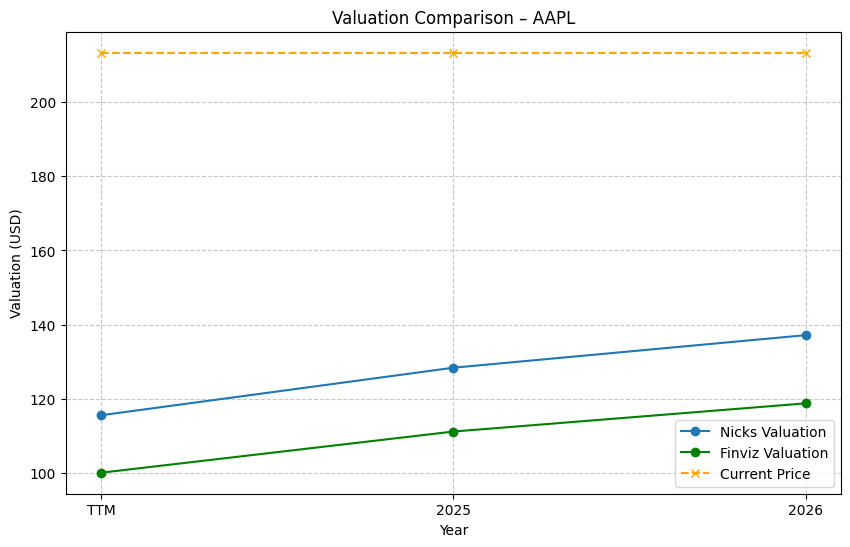 Valuation Comparison – AAPL
Valuation (USD)
200
180
160
140
120
100
TTM
2025
2026
Year
Nicks Valuation
Finviz Valuation
Current Price